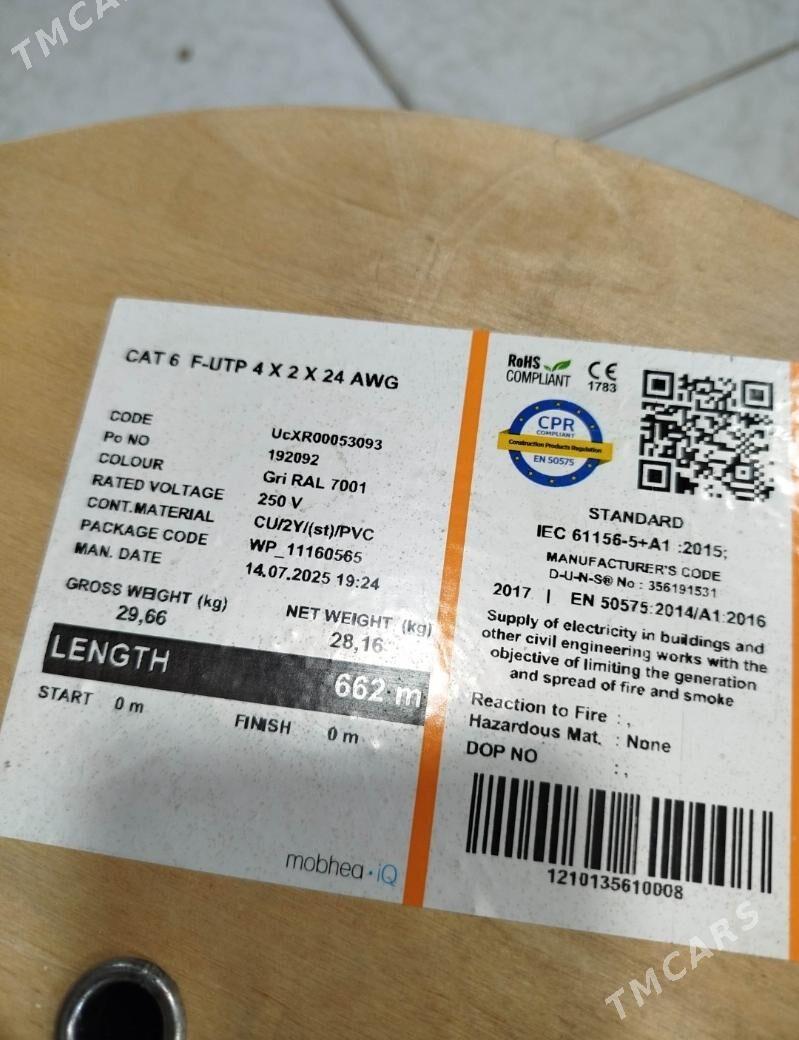 TMCARS
CAT 6 F-UTP 4 X 2 X 24 AWG
CODE UcXR00053093
Po NO 192092
COLOUR Gri RAL 7001
RATED VOLTAGE 250 V
CONT.MATERIAL CU/2Y/(st)/PVC
PACKAGE CODE WP_11160565
MAN. DATE 14.07.2025 19:24
GROSS WEIGHT (kg) NET WEIGHT (kg)
29,66 28,16
LENGTH 662 m
START 0 m FINISH 0 m
mobhea•iQ
RoHS
COMPLIANT
CE
1783
CPR
COMPLIANT
Construction Products Regulation
EN 50575
STANDARD
IEC 61156-5+A1 :2015;
MANUFACTURER'S CODE
D-U-N-S® No : 356191531
2017 | EN 50575:2014/A1:2016
Supply of electricity in buildings and
other civil engineering works with the
objective of limiting the generation
and spread of fire and smoke
Reaction to Fire : ,
Hazardous Mat. : None
DOP NO : ,
1210135610008
TMCARS